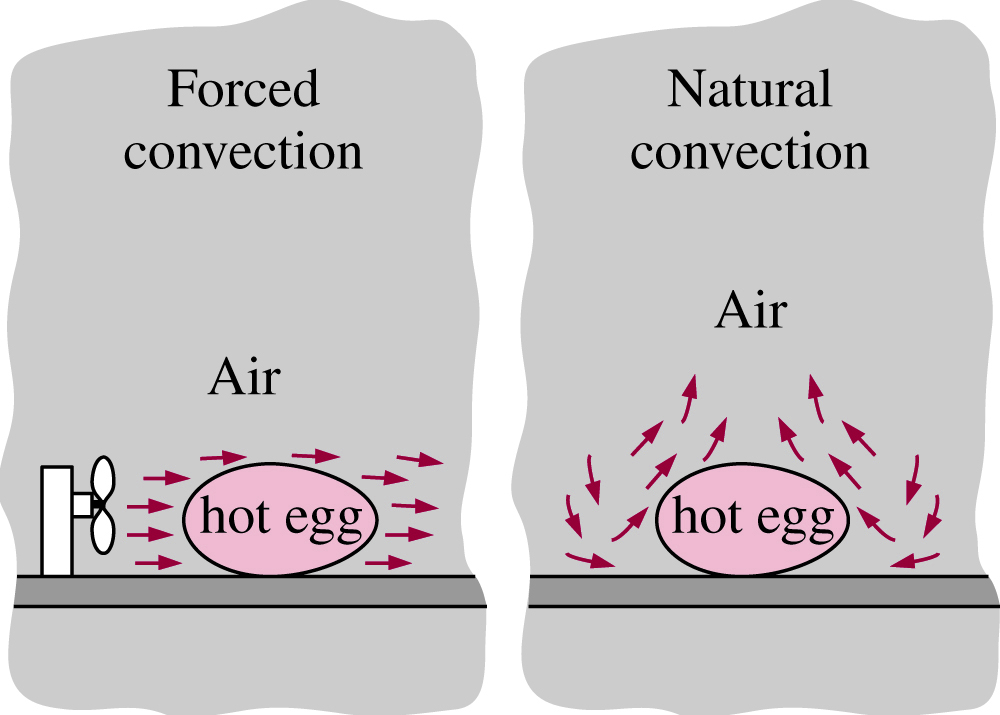 Forced
convection
Air
hot egg
Natural
convection
Air
hot egg